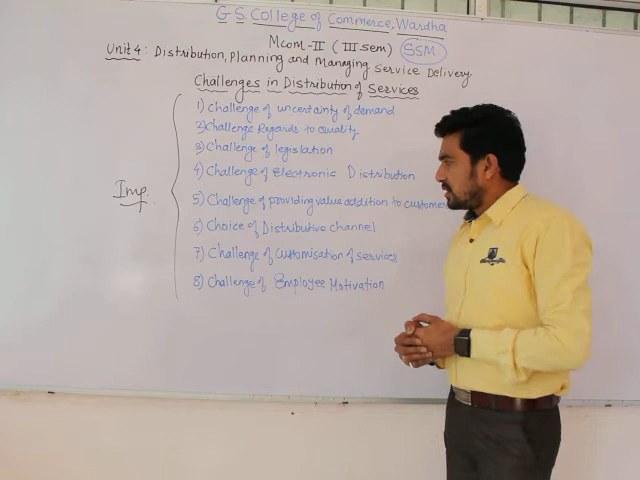 G.S. College of Commerce, Wardha
Mcom-II (III sem) SSM
Unit 4: Distribution, Planning and Managing Service Delivery
Challenges in Distribution of Services
1) Challenge of uncertainty of demand
2) Challenge Regards to Quality
3) Challenge of legislation
4) Challenge of Electronic Distribution
Imp.
5) Challenge of providing value addition to customer
6) Choice of Distributive channel
7) Challenge of Customisation of services
8) Challenge of Employee Motivation